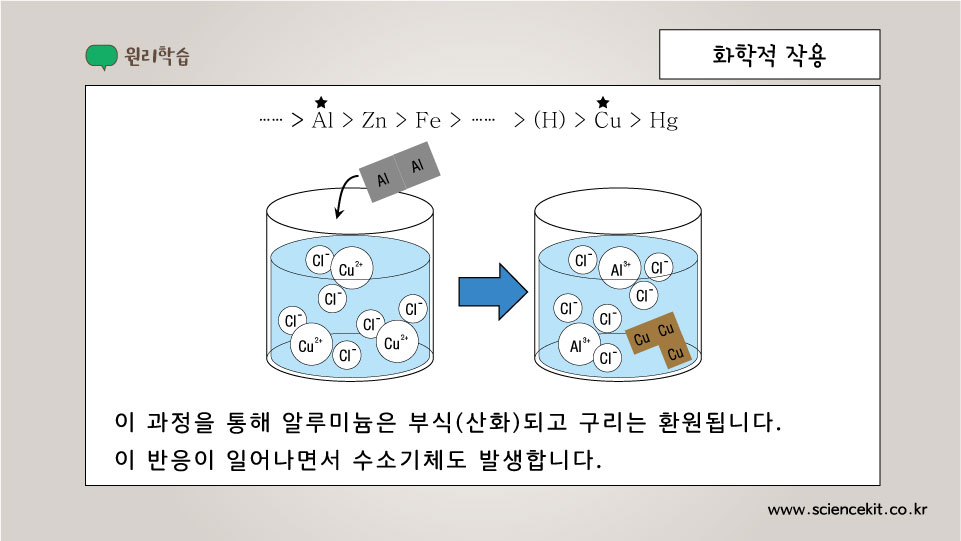 원리학습
화학적 작용
★ ★
…… > Al > Zn > Fe > …… > (H) > Cu > Hg
Al Al
Cl⁻ Cu²⁺
Cl⁻
Cl⁻ Cl⁻ Cl⁻
Cu²⁺ Cl⁻ Cu²⁺
Cl⁻ Al³⁺ Cl⁻
Cl⁻
Cl⁻ Cl⁻
Al³⁺ Cl⁻
Cu Cu
Cu
이 과정을 통해 알루미늄은 부식(산화)되고 구리는 환원됩니다.
이 반응이 일어나면서 수소기체도 발생합니다.
www.sciencekit.co.kr